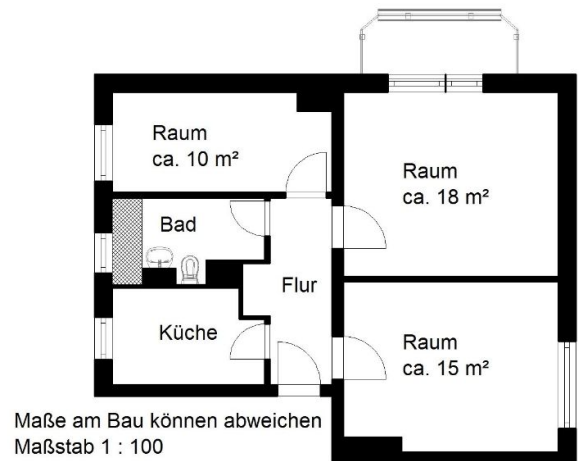 Raum
ca. 10 m²
Raum
ca. 18 m²
Bad
Flur
Küche
Raum
ca. 15 m²
Maße am Bau können abweichen
Maßstab 1 : 100